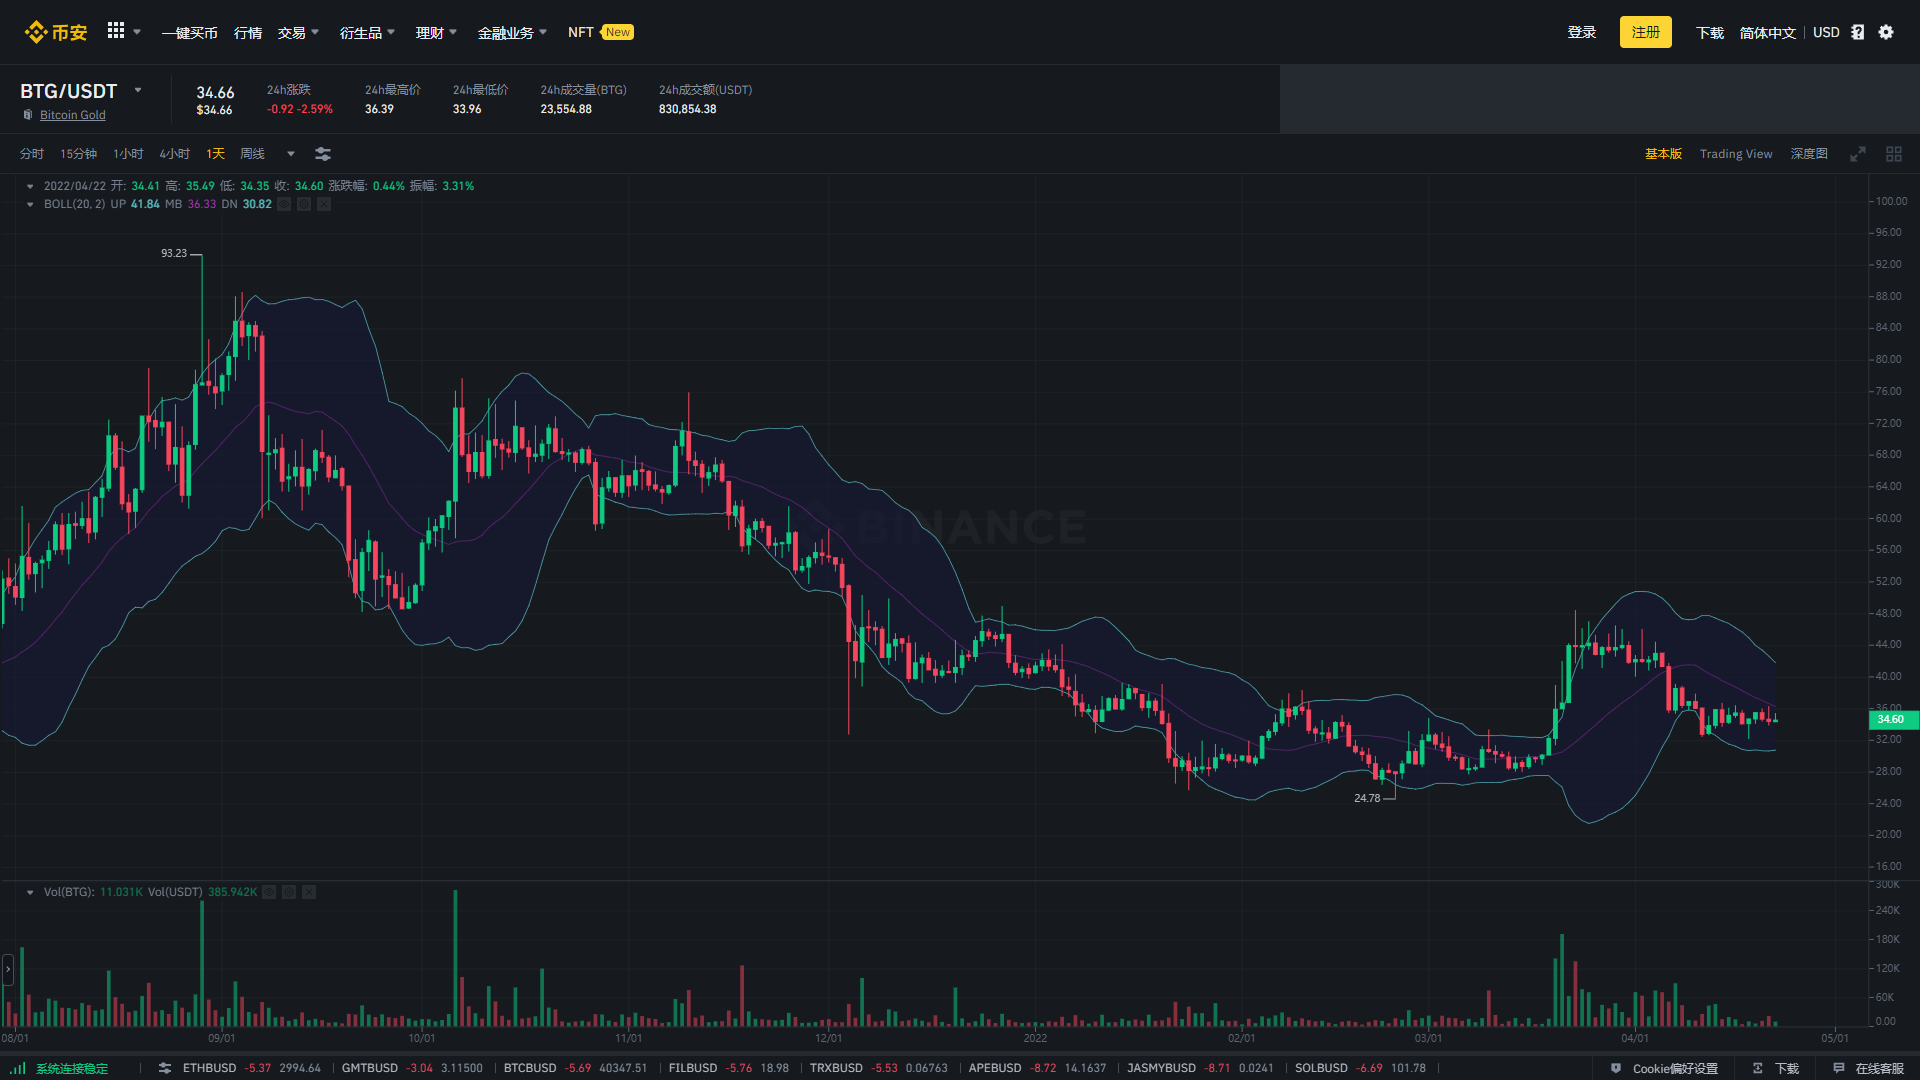 币安 一键买币 行情 交易 衍生品 理财 金融业务 NFT New 登录 注册 下载 简体中文 USD
BTG/USDT 34.66 24h涨跌 24h最高价 24h最低价 24h成交量(BTG) 24h成交额(USDT)
Bitcoin Gold $34.66 -0.92 -2.59% 36.39 33.96 23,554.88 830,854.38
分时 15分钟 1小时 4小时 1天 周线 基本版 Trading View 深度图
2022/04/22 开: 34.41 高: 35.49 低: 34.35 收: 34.60 涨跌幅: 0.44% 振幅: 3.31%
BOLL(20, 2) UP 41.84 MB 36.33 DN 30.82
100.00
96.00
93.23
92.00
88.00
84.00
80.00
76.00
72.00
68.00
64.00
60.00
BINANCE
56.00
52.00
48.00
44.00
40.00
36.00
34.60
32.00
28.00
24.78
24.00
20.00
16.00
Vol(BTG): 11.031K Vol(USDT) 385.942K
300K
240K
180K
120K
60K
0.00
08/01 09/01 10/01 11/01 12/01 2022 02/01 03/01 04/01 05/01
系统连接稳定 ETHBUSD -5.37 2994.64 GMTBUSD -3.04 3.11500 BTCBUSD -5.69 40347.51 FILBUSD -5.76 18.98 TRXBUSD -5.53 0.06763 APEBUSD -8.72 14.1637 JASMYBUSD -8.71 0.0241 SOLBUSD -6.69 101.78 Cookie偏好设置 下载 在线客服